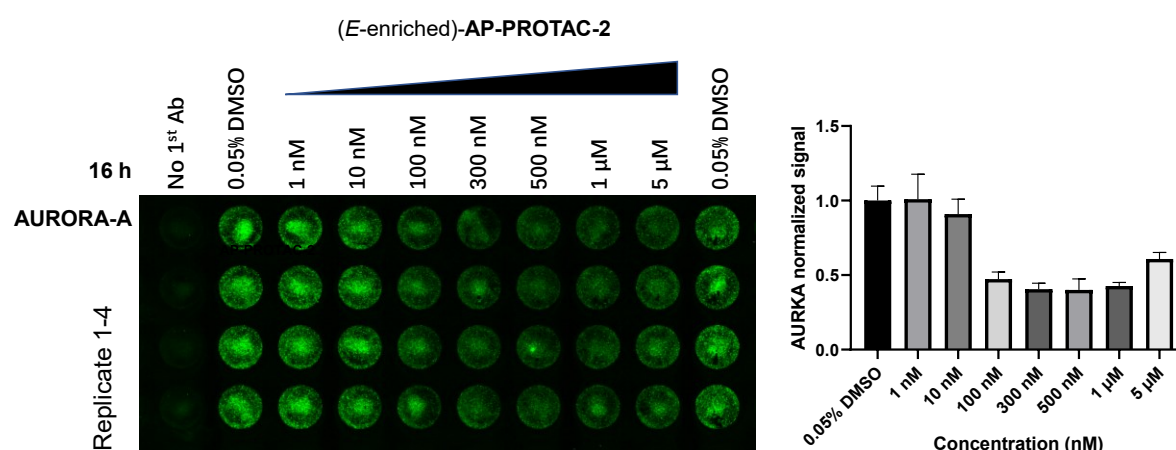 (E-enriched)-AP-PROTAC-2
16 h
No 1st Ab
0.05% DMSO
1 nM
10 nM
100 nM
300 nM
500 nM
1 µM
5 µM
0.05% DMSO
AURORA-A
Replicate 1-4
AURKA normalized signal
1.5
1.0
0.5
0.0
0.05% DMSO
1 nM
10 nM
100 nM
300 nM
500 nM
1 µM
5 µM
Concentration (nM)